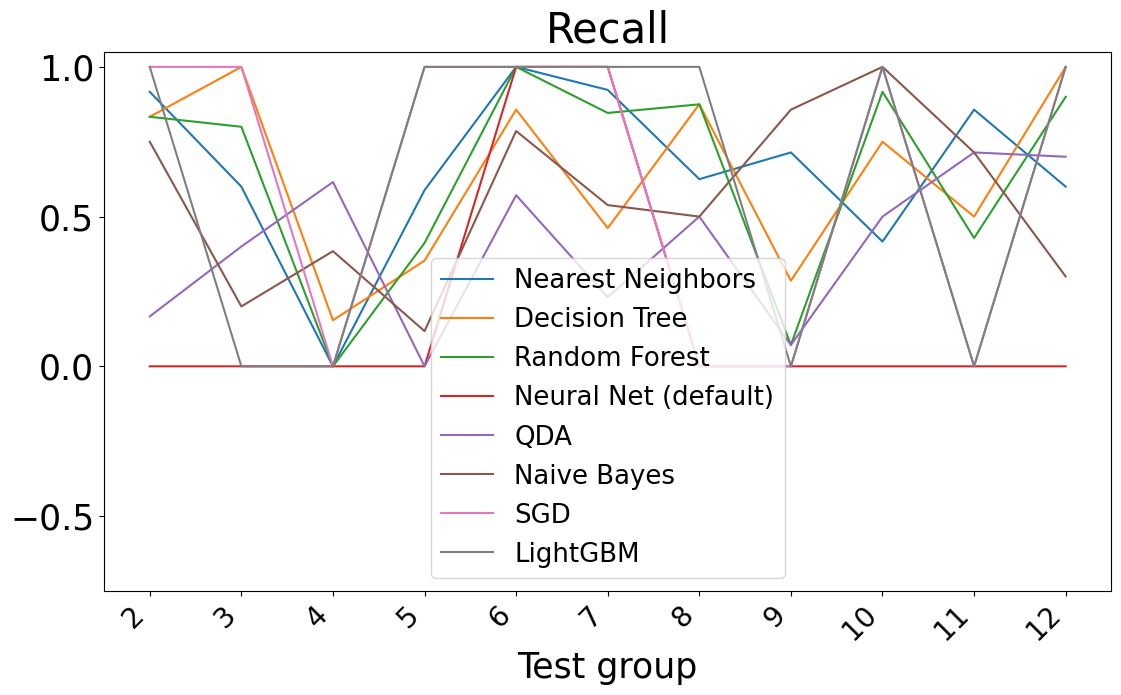 Recall
1.0
0.5
0.0
−0.5
Nearest Neighbors
Decision Tree
Random Forest
Neural Net (default)
QDA
Naive Bayes
SGD
LightGBM
2
3
4
5
6
7
8
9
10
11
12
Test group